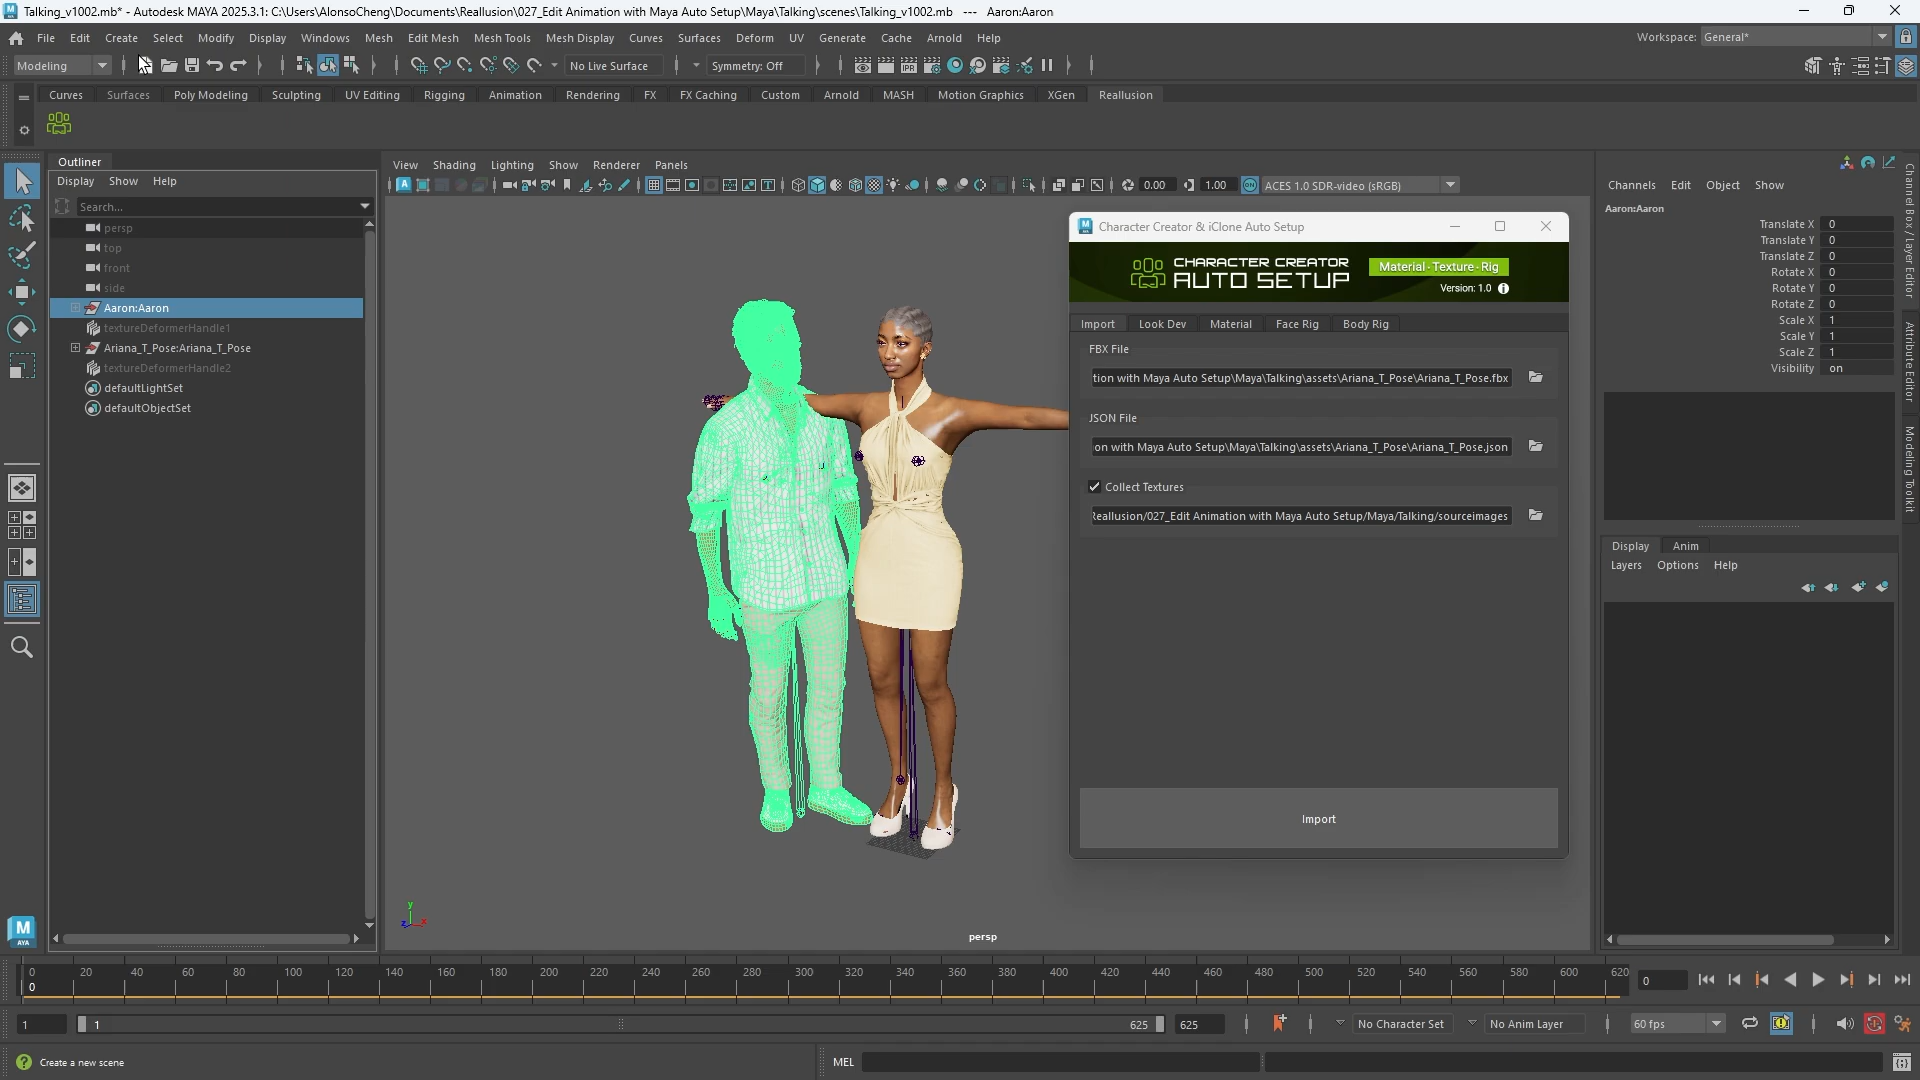 Talking_v1002.mb* - Autodesk MAYA 2025.3.1: C:\Users\AlonsoCheng\Documents\Reallusion\027_Edit Animation with Maya Auto Setup\Maya\Talking\scenes\Talking_v1002.mb --- Aaron:Aaron
File Edit Create Select Modify Display Windows Mesh Edit Mesh Mesh Tools Mesh Display Curves Surfaces Deform UV Generate Cache Arnold Help
Workspace: General*
Modeling
No Live Surface
Symmetry: Off
IPR
Curves Surfaces Poly Modeling Sculpting UV Editing Rigging Animation Rendering FX FX Caching Custom Arnold MASH Motion Graphics XGen Reallusion
Outliner
Display Show Help
Search...
persp
top
front
side
Aaron:Aaron
textureDeformerHandle1
Ariana_T_Pose:Ariana_T_Pose
textureDeformerHandle2
defaultLightSet
defaultObjectSet
View Shading Lighting Show Renderer Panels
0.00
1.00
ACES 1.0 SDR-video (sRGB)
Character Creator & iClone Auto Setup
CHARACTER CREATOR
AUTO SETUP
Material · Texture · Rig
Version: 1.0
Import Look Dev Material Face Rig Body Rig
FBX File
tion with Maya Auto Setup\Maya\Talking\assets\Ariana_T_Pose\Ariana_T_Pose.fbx
JSON File
on with Maya Auto Setup\Maya\Talking\assets\Ariana_T_Pose\Ariana_T_Pose.json
Collect Textures
Reallusion/027_Edit Animation with Maya Auto Setup/Maya/Talking/sourceimages
Import
persp
y
x
z
Channels Edit Object Show
Aaron:Aaron
Translate X 0
Translate Y 0
Translate Z 0
Rotate X 0
Rotate Y 0
Rotate Z 0
Scale X 1
Scale Y 1
Scale Z 1
Visibility on
Channel Box / Layer Editor
Attribute Editor
Modeling Toolkit
Display Anim
Layers Options Help
M
AYA
0 20 40 60 80 100 120 140 160 180 200 220 240 260 280 300 320 340 360 380 400 420 440 460 480 500 520 540 560 580 600 620
0
0
1
1
625
625
No Character Set
No Anim Layer
60 fps
Create a new scene
MEL